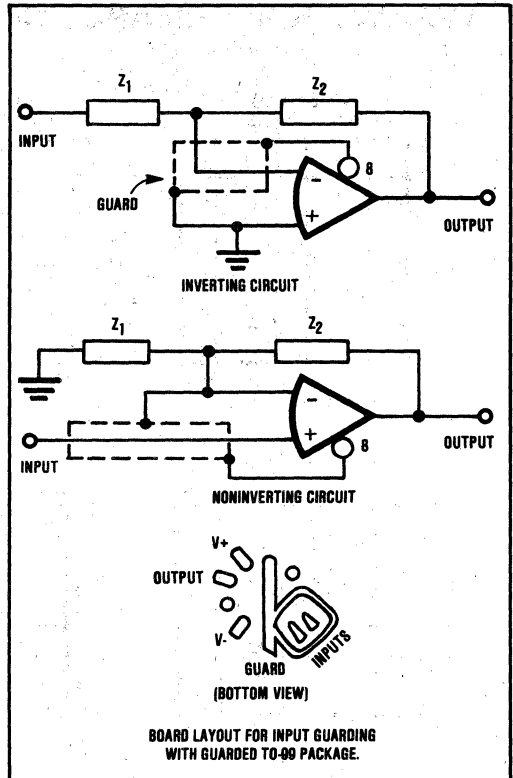 Z1
Z2
INPUT
8
GUARD
-
+
OUTPUT
INVERTING CIRCUIT
Z1
Z2
-
+
8
INPUT
OUTPUT
NONINVERTING CIRCUIT
V+
OUTPUT
V-
INPUTS
GUARD
(BOTTOM VIEW)
BOARD LAYOUT FOR INPUT GUARDING
WITH GUARDED TO-99 PACKAGE.